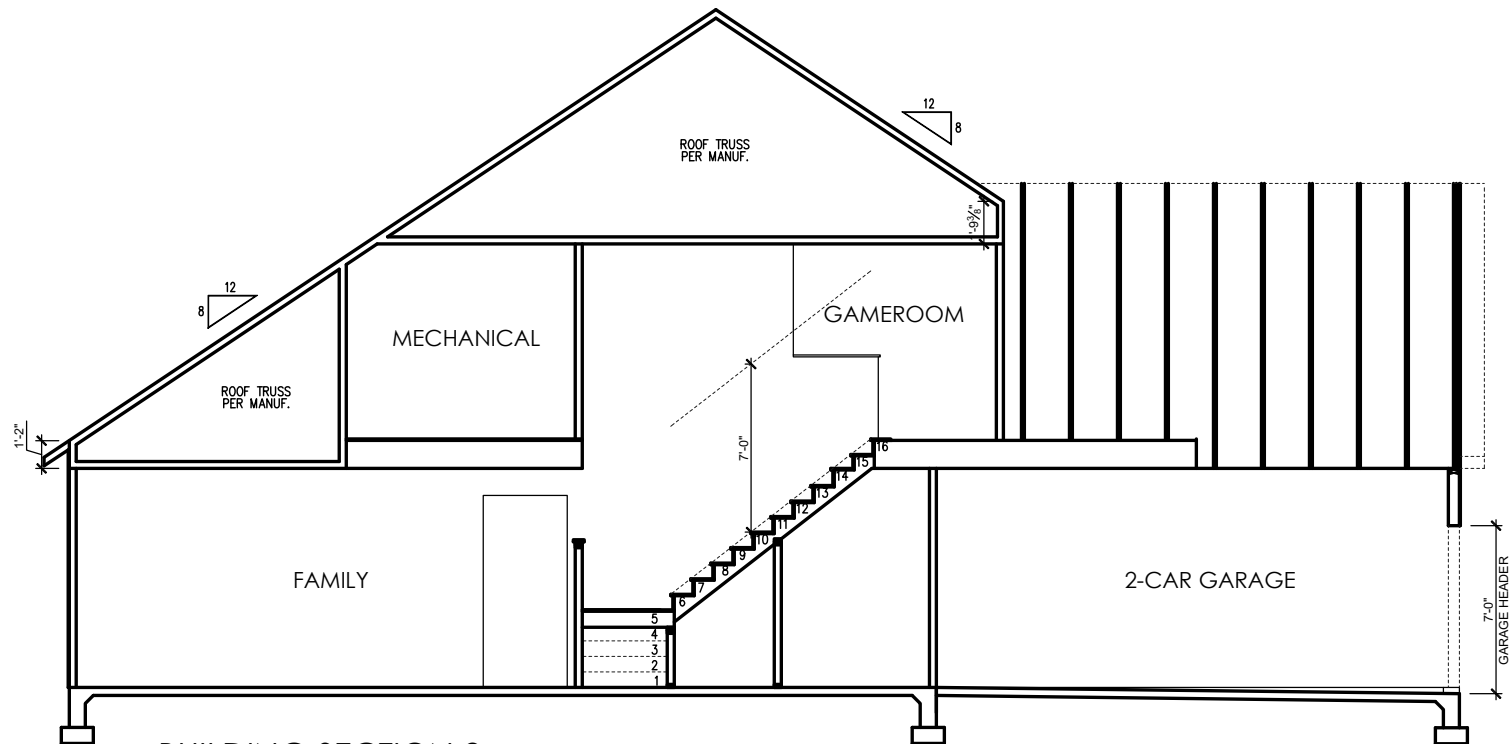 12
8
ROOF TRUSS
PER MANUF.
12
8
MECHANICAL
GAMEROOM
ROOF TRUSS
PER MANUF.
1'-2"
7'-0"
16
15
14
13
12
11
10
9
8
7
6
5
4
3
2
1
FAMILY
2-CAR GARAGE
7'-0"
GARAGE HEADER